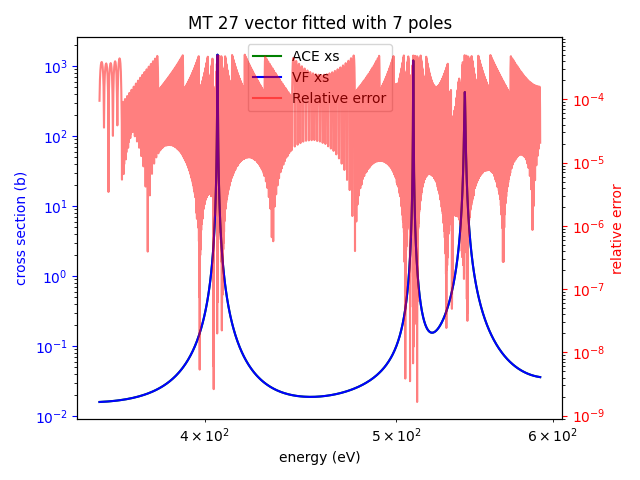 MT 27 vector fitted with 7 poles
ACE xs
VF xs
Relative error
cross section (b)
10³
10²
10¹
10⁰
10⁻¹
10⁻²
10⁻⁴
10⁻⁵
10⁻⁶
10⁻⁷
10⁻⁸
10⁻⁹
relative error
4 × 10² 5 × 10² 6 × 10²
energy (eV)